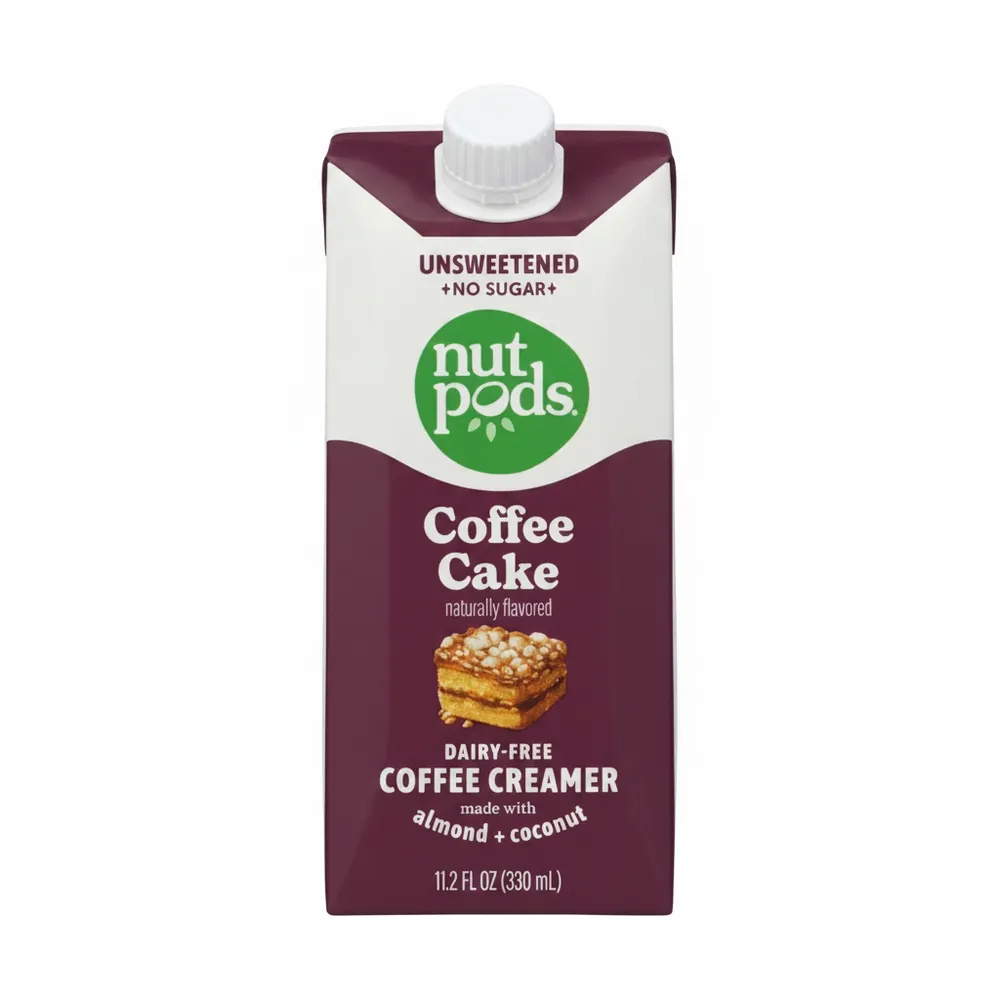 UNSWEETENED
+NO SUGAR+
nut
pods.
Coffee
Cake
naturally flavored
DAIRY-FREE
COFFEE CREAMER
made with
almond + coconut
11.2 FL OZ (330 mL)